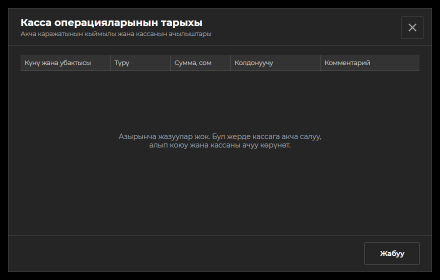 Касса операцияларынын тарыхы
Акча каражатынын кыймылы жана кассанын ачылыштары
Күнү жана убактысы Түрү Сумма, сом Колдонуучу Комментарий
Азырынча жазуулар жок. Бул жерде кассага акча салуу,
алып коюу жана кассаны ачуу көрүнөт.
Жабуу